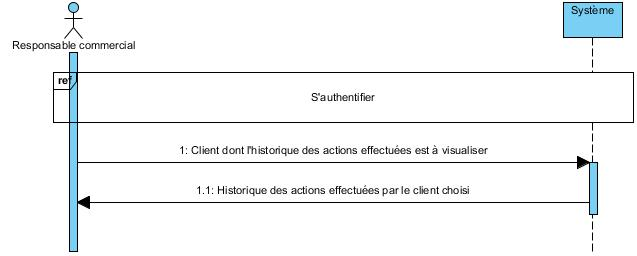 Système
Responsable commercial
ref
S'authentifier
1: Client dont l'historique des actions effectuées est à visualiser
1.1: Historique des actions effectuées par le client choisi